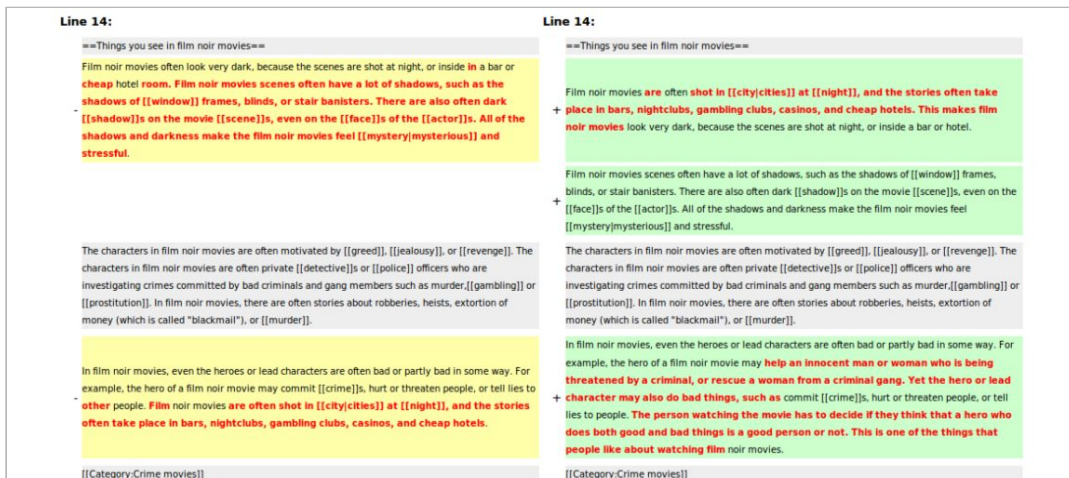 Line 14:
Line 14:
==Things you see in film noir movies==
==Things you see in film noir movies==
-
Film noir movies often look very dark, because the scenes are shot at night, or inside in a bar or
cheap hotel room. Film noir movies scenes often have a lot of shadows, such as the
shadows of [[window]] frames, blinds, or stair banisters. There are also often dark
[[shadow]]s on the movie [[scene]]s, even on the [[face]]s of the [[actor]]s. All of the
shadows and darkness make the film noir movies feel [[mystery|mysterious]] and
stressful.
+
Film noir movies are often shot in [[city|cities]] at [[night]], and the stories often take
place in bars, nightclubs, gambling clubs, casinos, and cheap hotels. This makes film
noir movies look very dark, because the scenes are shot at night, or inside a bar or hotel.
+
Film noir movies scenes often have a lot of shadows, such as the shadows of [[window]] frames,
blinds, or stair banisters. There are also often dark [[shadow]]s on the movie [[scene]]s, even on the
[[face]]s of the [[actor]]s. All of the shadows and darkness make the film noir movies feel
[[mystery|mysterious]] and stressful.
The characters in film noir movies are often motivated by [[greed]], [[jealousy]], or [[revenge]]. The
characters in film noir movies are often private [[detective]]s or [[police]] officers who are
investigating crimes committed by bad criminals and gang members such as murder,[[gambling]] or
[[prostitution]]. In film noir movies, there are often stories about robberies, heists, extortion of
money (which is called "blackmail"), or [[murder]].
The characters in film noir movies are often motivated by [[greed]], [[jealousy]], or [[revenge]]. The
characters in film noir movies are often private [[detective]]s or [[police]] officers who are
investigating crimes committed by bad criminals and gang members such as murder,[[gambling]] or
[[prostitution]]. In film noir movies, there are often stories about robberies, heists, extortion of
money (which is called "blackmail"), or [[murder]].
-
In film noir movies, even the heroes or lead characters are often bad or partly bad in some way. For
example, the hero of a film noir movie may commit [[crime]]s, hurt or threaten people, or tell lies to
other people. Film noir movies are often shot in [[city|cities]] at [[night]], and the stories
often take place in bars, nightclubs, gambling clubs, casinos, and cheap hotels.
+
In film noir movies, even the heroes or lead characters are often bad or partly bad in some way. For
example, the hero of a film noir movie may help an innocent man or woman who is being
threatened by a criminal, or rescue a woman from a criminal gang. Yet the hero or lead
character may also do bad things, such as commit [[crime]]s, hurt or threaten people, or tell
lies to people. The person watching the movie has to decide if they think that a hero who
does both good and bad things is a good person or not. This is one of the things that
people like about watching film noir movies.
[[Category:Crime movies]]
[[Category:Crime movies]]